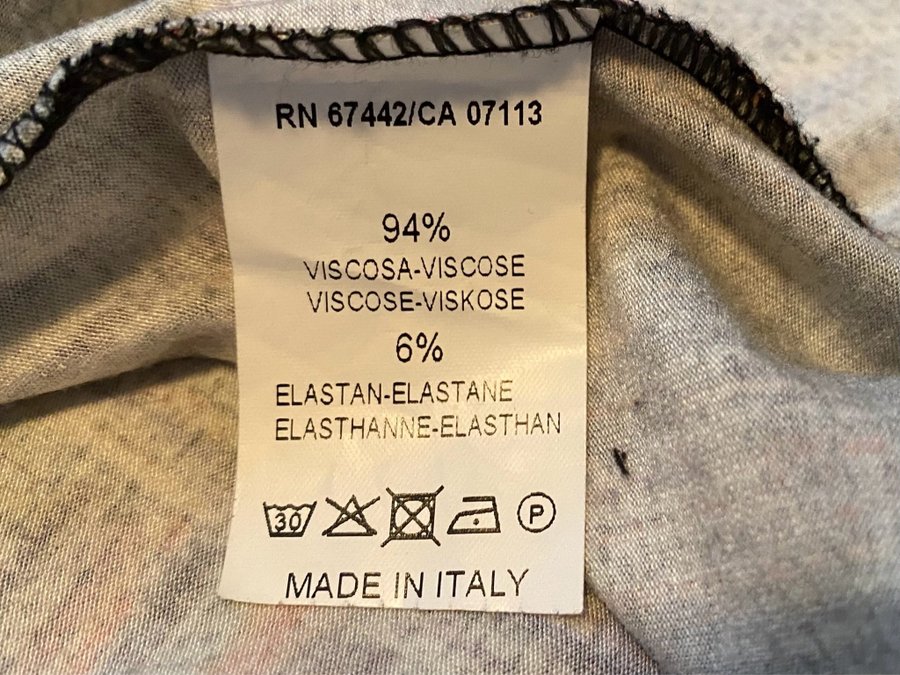 RN 67442/CA 07113
94%
VISCOSA-VISCOSE
VISCOSE-VISKOSE
6%
ELASTAN-ELASTANE
ELASTHANNE-ELASTHAN
30 P
MADE IN ITALY